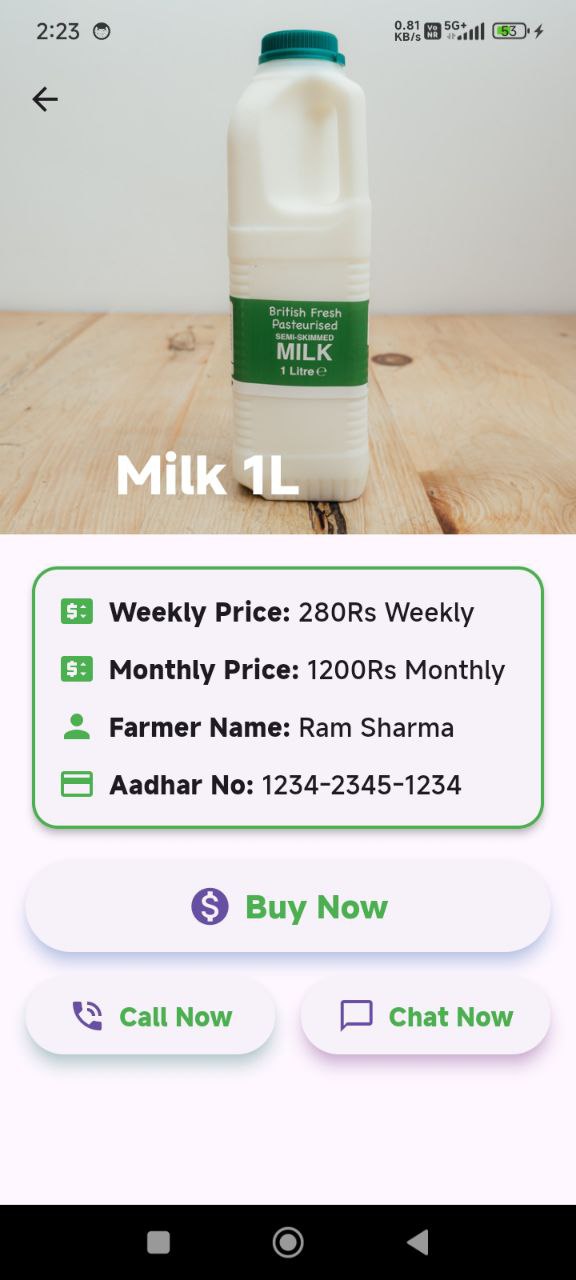 2:23
0.81
KB/s
Vo
NR
5G+
53
British Fresh
Pasteurised
SEMI-SKIMMED
MILK
1 Litre ℮
Milk 1L
Weekly Price: 280Rs Weekly
Monthly Price: 1200Rs Monthly
Farmer Name: Ram Sharma
Aadhar No: 1234-2345-1234
Buy Now
Call Now
Chat Now